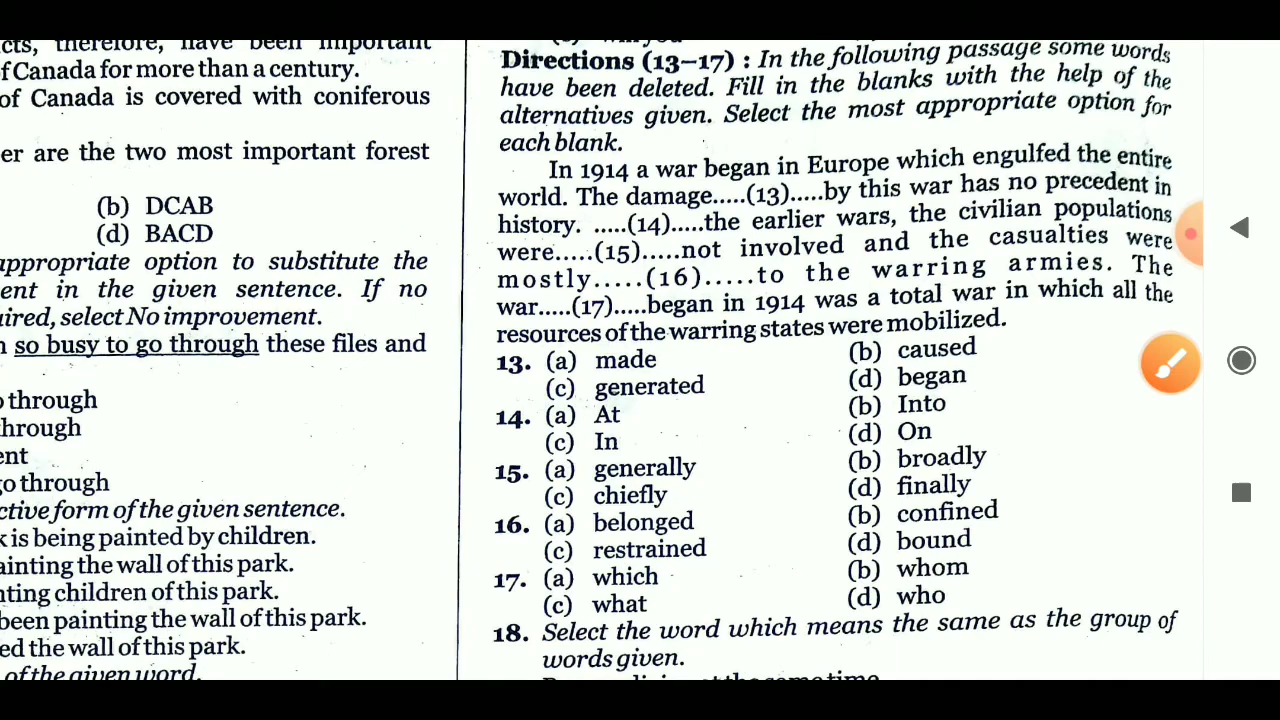 cts, therefore, have been important
f Canada for more than a century.
of Canada is covered with coniferous
er are the two most important forest
(b) DCAB
(d) BACD
appropriate option to substitute the
ent in the given sentence. If no
ired, select No improvement.
so busy to go through these files and
through
hrough
ent
go through
ctive form of the given sentence.
k is being painted by children.
ainting the wall of this park.
nting children of this park.
been painting the wall of this park.
ed the wall of this park.
of the given word.
Directions (13–17) : In the following passage some words
have been deleted. Fill in the blanks with the help of the
alternatives given. Select the most appropriate option for
each blank.
In 1914 a war began in Europe which engulfed the entire
world. The damage.....(13).....by this war has no precedent in
history. .....(14).....the earlier wars, the civilian populations
were.....(15).....not involved and the casualties were
mostly.....(16).....to the warring armies. The
war.....(17).....began in 1914 was a total war in which all the
resources of the warring states were mobilized.
13. (a) made (b) caused
(c) generated (d) began
14. (a) At (b) Into
(c) In (d) On
15. (a) generally (b) broadly
(c) chiefly (d) finally
16. (a) belonged (b) confined
(c) restrained (d) bound
17. (a) which (b) whom
(c) what (d) who
18. Select the word which means the same as the group of
words given.